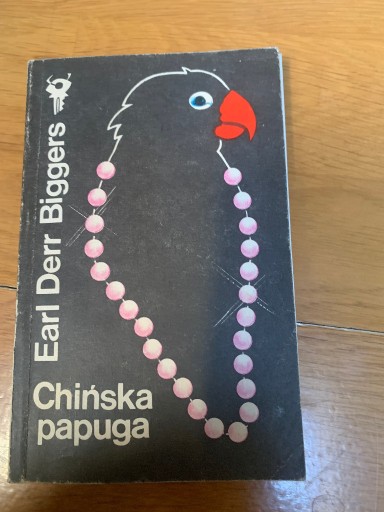 Earl Derr Biggers
Chińska
papuga